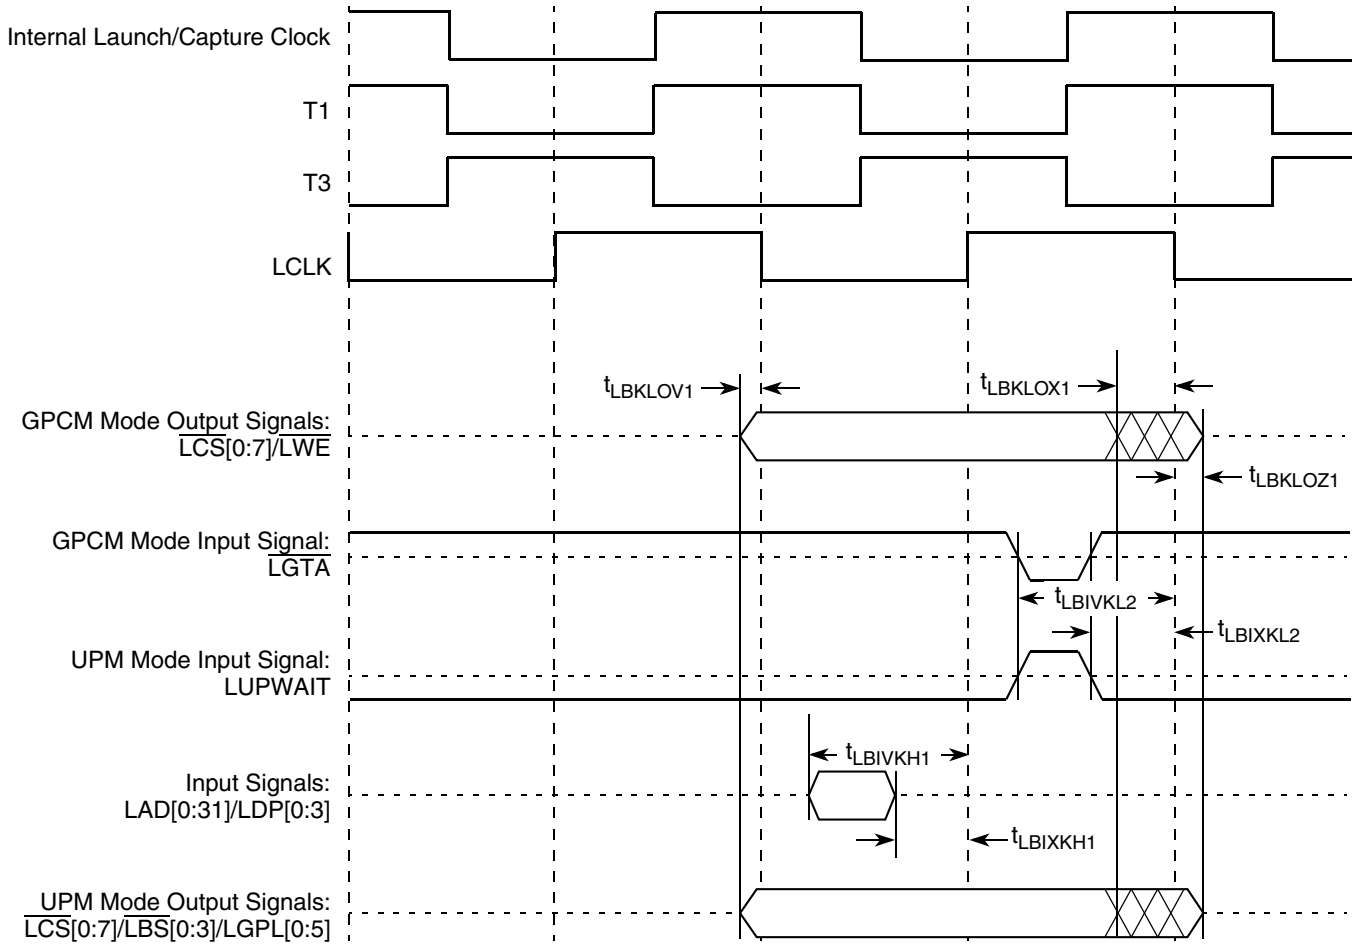 Internal Launch/Capture Clock
T1
T3
LCLK
tLBKLOV1
tLBKLOX1
GPCM Mode Output Signals:
LCS[0:7]/LWE
tLBKLOZ1
GPCM Mode Input Signal:
LGTA
tLBIVKL2
tLBIXKL2
UPM Mode Input Signal:
LUPWAIT
tLBIVKH1
Input Signals:
LAD[0:31]/LDP[0:3]
tLBIXKH1
UPM Mode Output Signals:
LCS[0:7]/LBS[0:3]/LGPL[0:5]